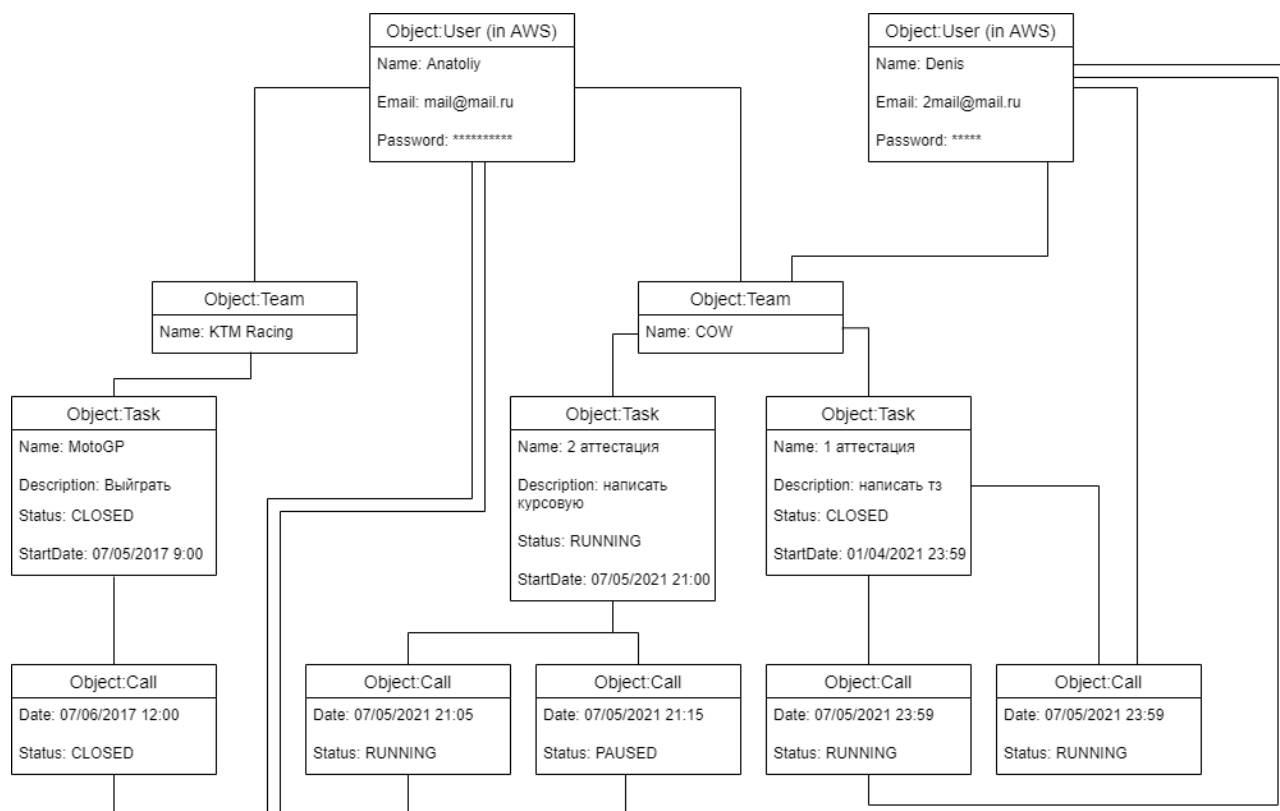 Object:User (in AWS)
Name: Anatoliy
Email: mail@mail.ru
Password: **********
Object:User (in AWS)
Name: Denis
Email: 2mail@mail.ru
Password: *****
Object:Team
Name: KTM Racing
Object:Team
Name: COW
Object:Task
Name: MotoGP
Description: Выйграть
Status: CLOSED
StartDate: 07/05/2017 9:00
Object:Task
Name: 2 аттестация
Description: написать
курсовую
Status: RUNNING
StartDate: 07/05/2021 21:00
Object:Task
Name: 1 аттестация
Description: написать тз
Status: CLOSED
StartDate: 01/04/2021 23:59
Object:Call
Date: 07/06/2017 12:00
Status: CLOSED
Object:Call
Date: 07/05/2021 21:05
Status: RUNNING
Object:Call
Date: 07/05/2021 21:15
Status: PAUSED
Object:Call
Date: 07/05/2021 23:59
Status: RUNNING
Object:Call
Date: 07/05/2021 23:59
Status: RUNNING